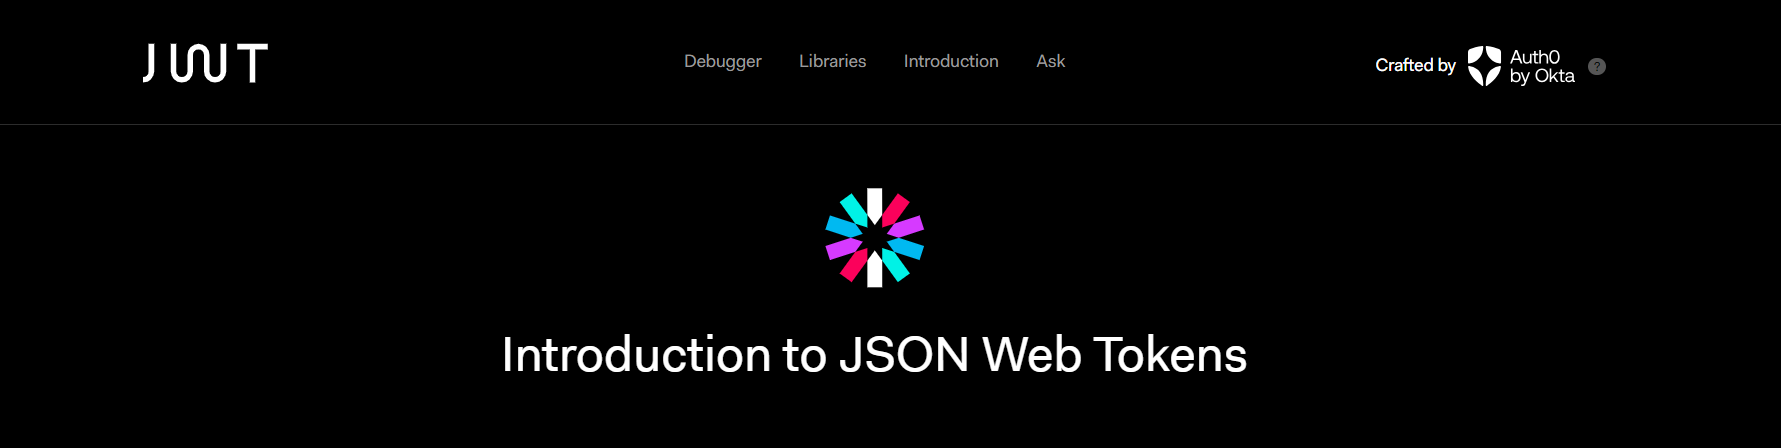 JWT
Debugger Libraries Introduction Ask
Crafted by Auth0
by Okta ?
Introduction to JSON Web Tokens